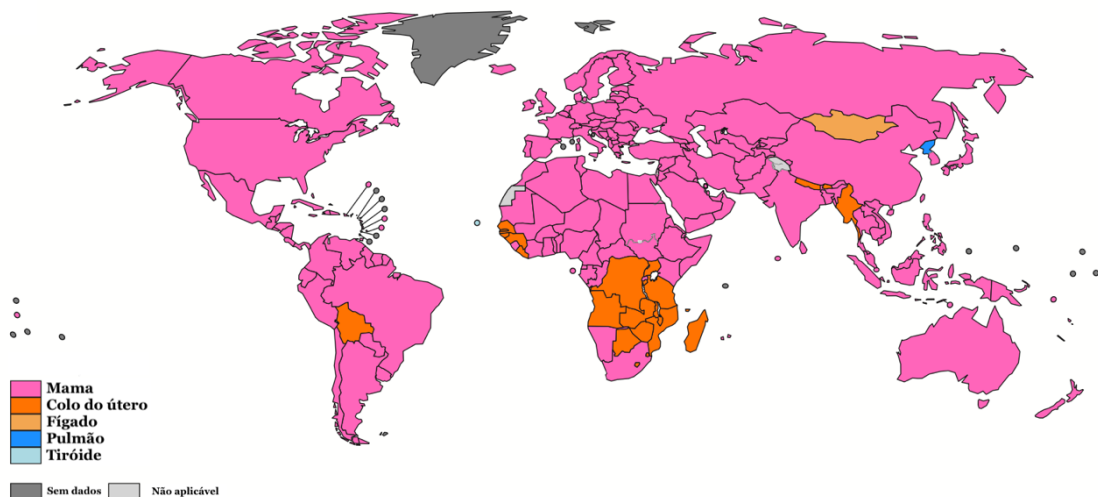 Mama
Colo do útero
Fígado
Pulmão
Tiróide
Sem dados Não aplicável